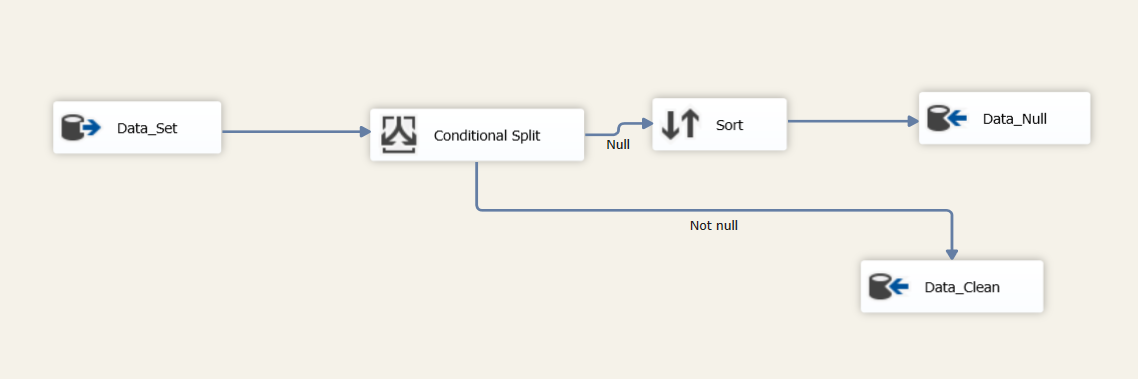 Data_Set
Conditional Split
Null
Sort
Data_Null
Not null
Data_Clean